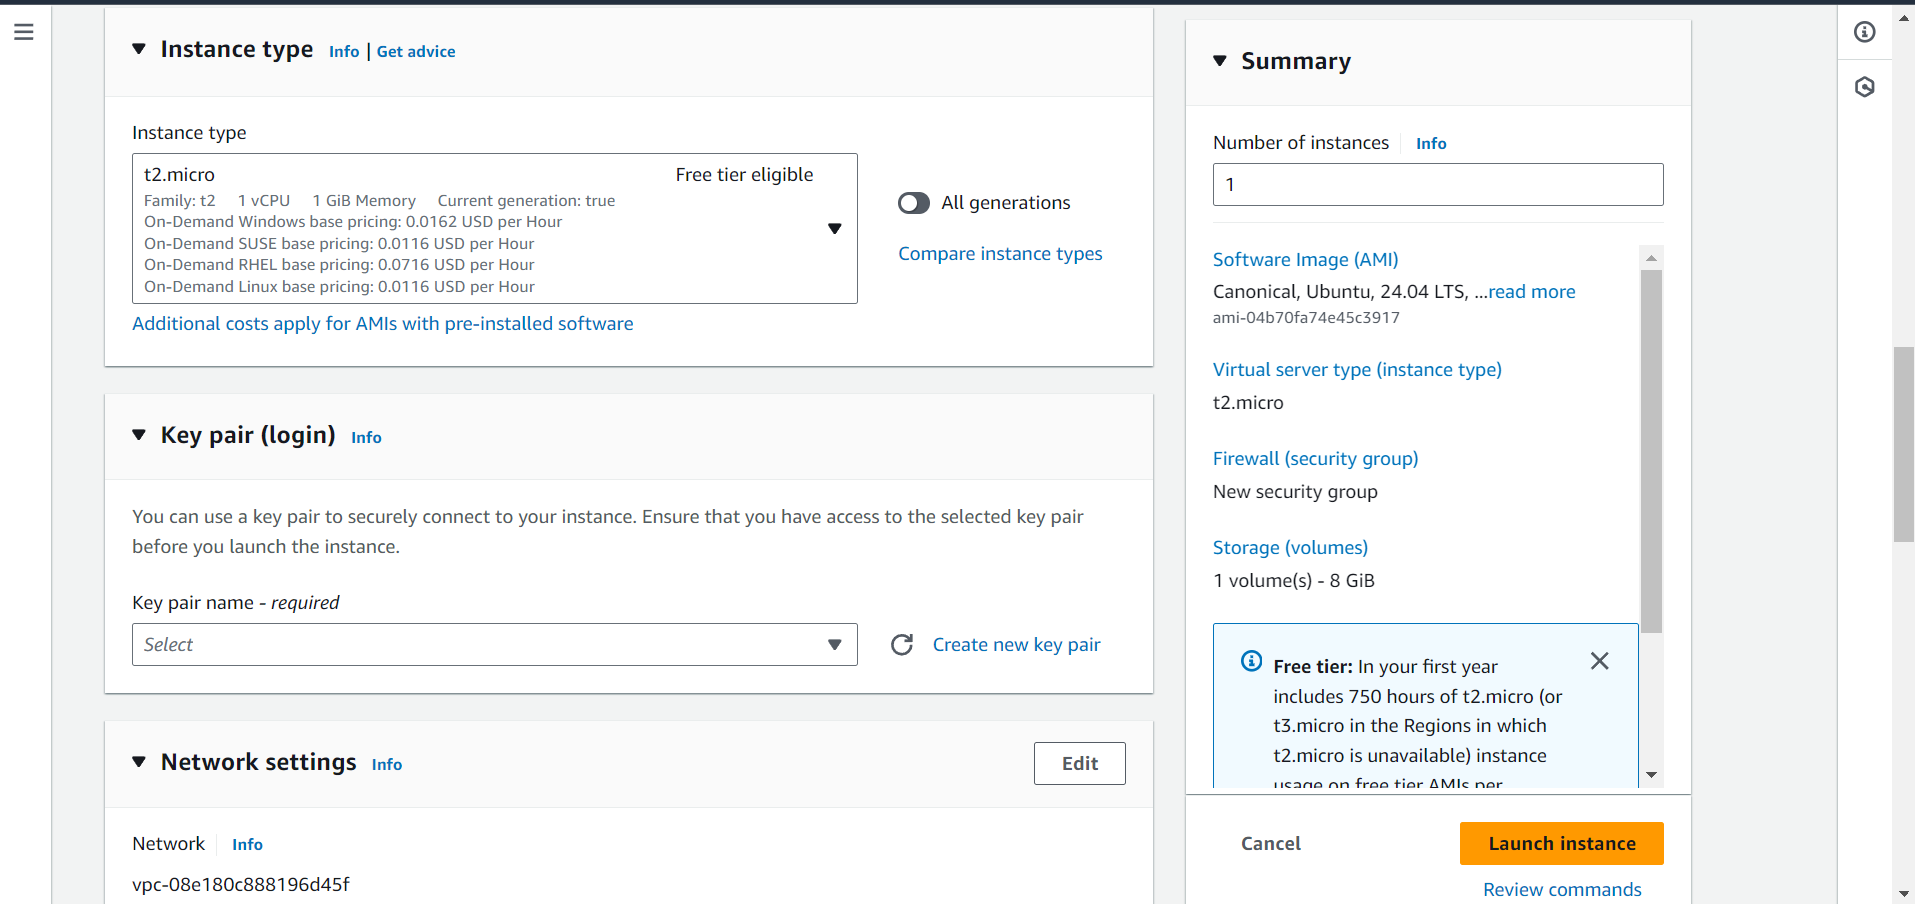 Instance type Info | Get advice
Instance type
t2.micro Free tier eligible
Family: t2 1 vCPU 1 GiB Memory Current generation: true
On-Demand Windows base pricing: 0.0162 USD per Hour
On-Demand SUSE base pricing: 0.0116 USD per Hour
On-Demand RHEL base pricing: 0.0716 USD per Hour
On-Demand Linux base pricing: 0.0116 USD per Hour
All generations
Compare instance types
Additional costs apply for AMIs with pre-installed software
Key pair (login) Info
You can use a key pair to securely connect to your instance. Ensure that you have access to the selected key pair
before you launch the instance.
Key pair name - required
Select
Create new key pair
Network settings Info
Edit
Network Info
vpc-08e180c888196d45f
Summary
Number of instances Info
1
Software Image (AMI)
Canonical, Ubuntu, 24.04 LTS, ...read more
ami-04b70fa74e45c3917
Virtual server type (instance type)
t2.micro
Firewall (security group)
New security group
Storage (volumes)
1 volume(s) - 8 GiB
Free tier: In your first year
includes 750 hours of t2.micro (or
t3.micro in the Regions in which
t2.micro is unavailable) instance
usage on free tier AMIs per
Cancel
Launch instance
Review commands